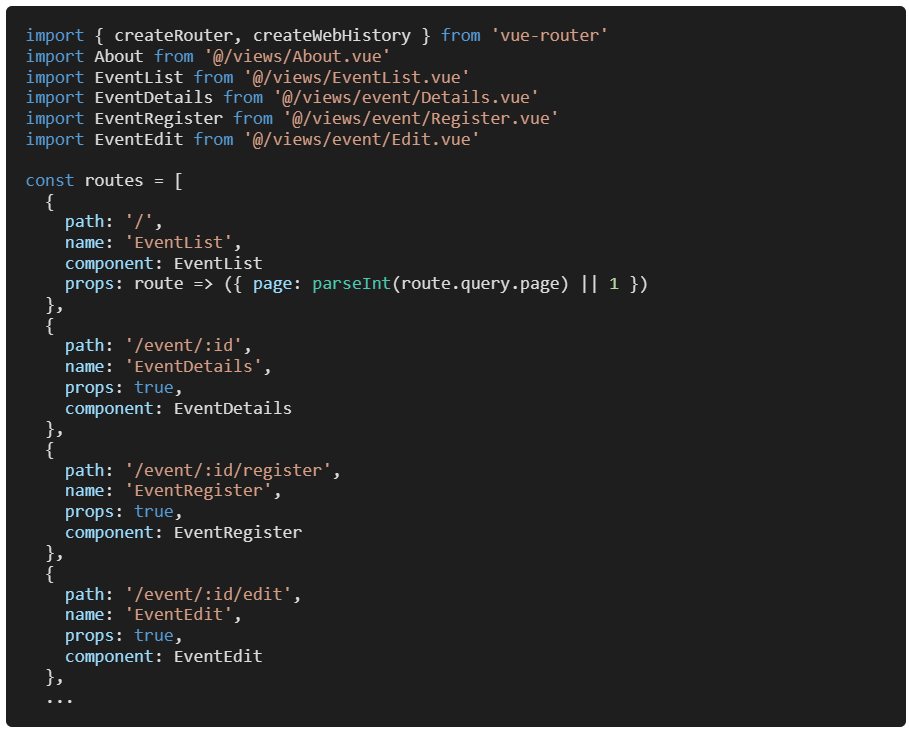 import { createRouter, createWebHistory } from 'vue-router'
import About from '@/views/About.vue'
import EventList from '@/views/EventList.vue'
import EventDetails from '@/views/event/Details.vue'
import EventRegister from '@/views/event/Register.vue'
import EventEdit from '@/views/event/Edit.vue'

const routes = [
  {
    path: '/',
    name: 'EventList',
    component: EventList
    props: route => ({ page: parseInt(route.query.page) || 1 })
  },
  {
    path: '/event/:id',
    name: 'EventDetails',
    props: true,
    component: EventDetails
  },
  {
    path: '/event/:id/register',
    name: 'EventRegister',
    props: true,
    component: EventRegister
  },
  {
    path: '/event/:id/edit',
    name: 'EventEdit',
    props: true,
    component: EventEdit
  },
  ...